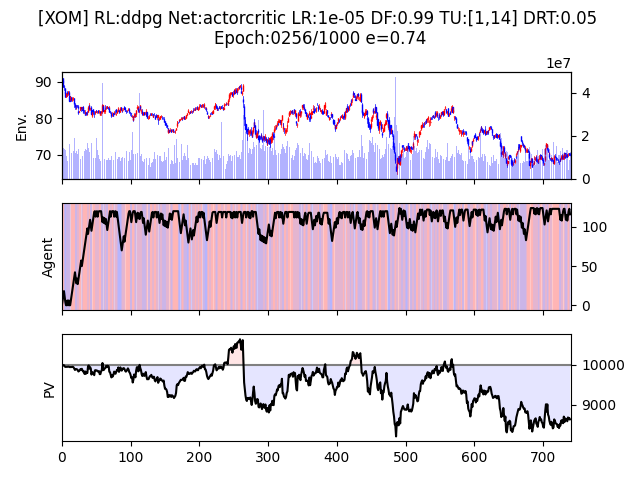 [XOM] RL:ddpg Net:actorcritic LR:1e-05 DF:0.99 TU:[1,14] DRT:0.05
Epoch:0256/1000 e=0.74
1e7
90
80
70
Env.
4
2
0
Agent
100
50
0
PV
10000
9000
0 100 200 300 400 500 600 700